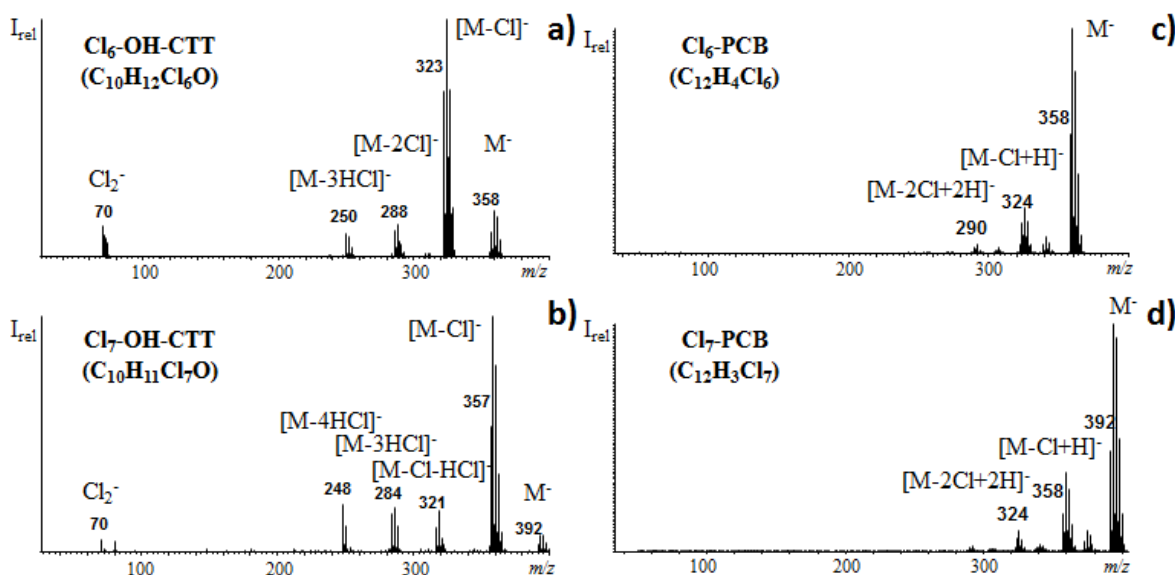 I_rel
Cl₆-OH-CTT
(C₁₀H₁₂Cl₆O)
a)
[M-Cl]⁻
323
[M-2Cl]⁻
M⁻
[M-3HCl]⁻
Cl₂⁻
70
250
288
358
100
200
300
m/z
I_rel
Cl₆-PCB
(C₁₂H₄Cl₆)
c)
M⁻
358
[M-Cl+H]⁻
[M-2Cl+2H]⁻
324
290
100
200
300
m/z
I_rel
Cl₇-OH-CTT
(C₁₀H₁₁Cl₇O)
b)
[M-Cl]⁻
357
[M-4HCl]⁻
[M-3HCl]⁻
[M-Cl-HCl]⁻
Cl₂⁻
M⁻
70
248
284
321
392
100
200
300
m/z
I_rel
Cl₇-PCB
(C₁₂H₃Cl₇)
d)
M⁻
392
[M-Cl+H]⁻
[M-2Cl+2H]⁻
358
324
100
200
300
m/z